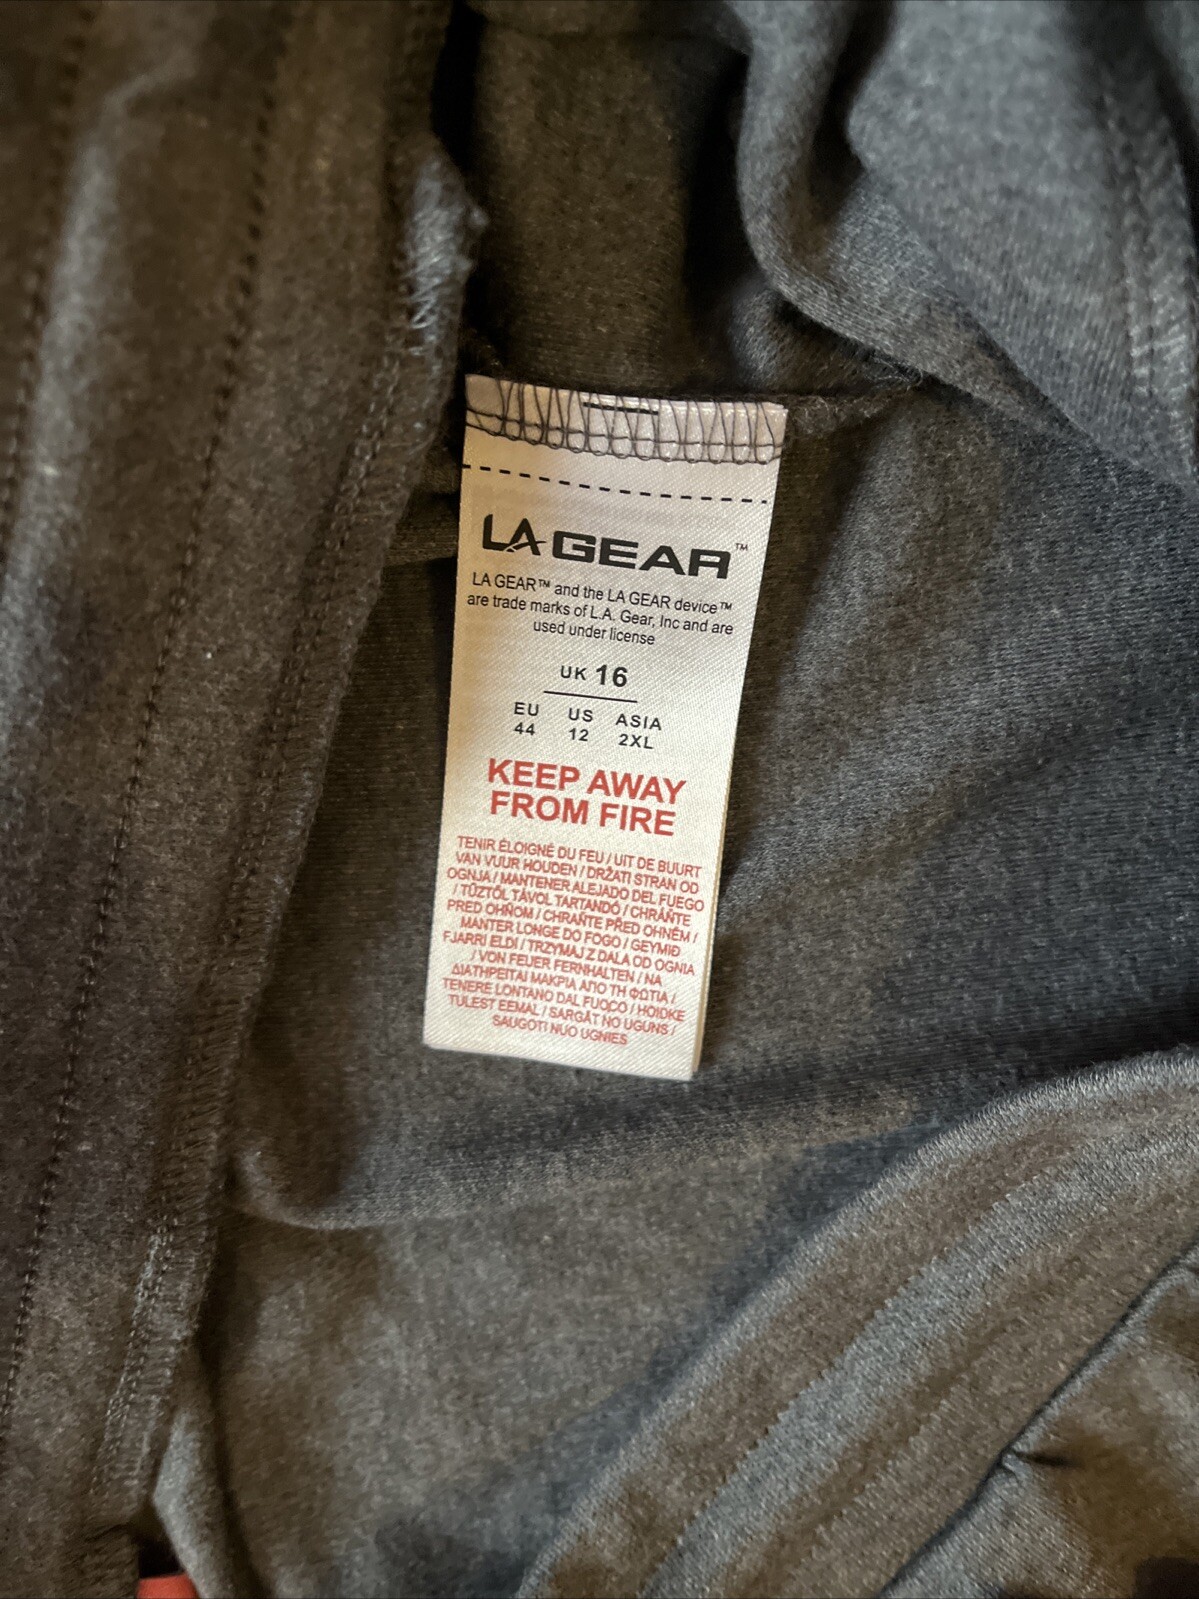 LA GEAR™
LA GEAR™ and the LA GEAR device™
are trade marks of L.A. Gear, Inc and are
used under license
UK 16
EU US ASIA
44 12 2XL
KEEP AWAY
FROM FIRE
TENIR ÉLOIGNÉ DU FEU / UIT DE BUURT
VAN VUUR HOUDEN / DRŽATI STRAN OD
OGNJA / MANTENER ALEJADO DEL FUEGO
/ TŰZTŐL TÁVOL TARTANDÓ / CHRÁŇTE
PRED OHŇOM / CHRAŇTE PŘED OHNĚM /
MANTER LONGE DO FOGO / GEYMIÐ
FJARRI ELDI / TRZYMAJ Z DALA OD OGNIA
/ VON FEUER FERNHALTEN / ΝΑ
ΔΙΑΤΗΡΕΙΤΑΙ ΜΑΚΡΙΑ ΑΠΟ ΤΗ ΦΩΤΙΑ /
TENERE LONTANO DAL FUOCO / HOIDKE
TULEST EEMAL / SARGĀT NO UGUNS /
SAUGOTI NUO UGNIES